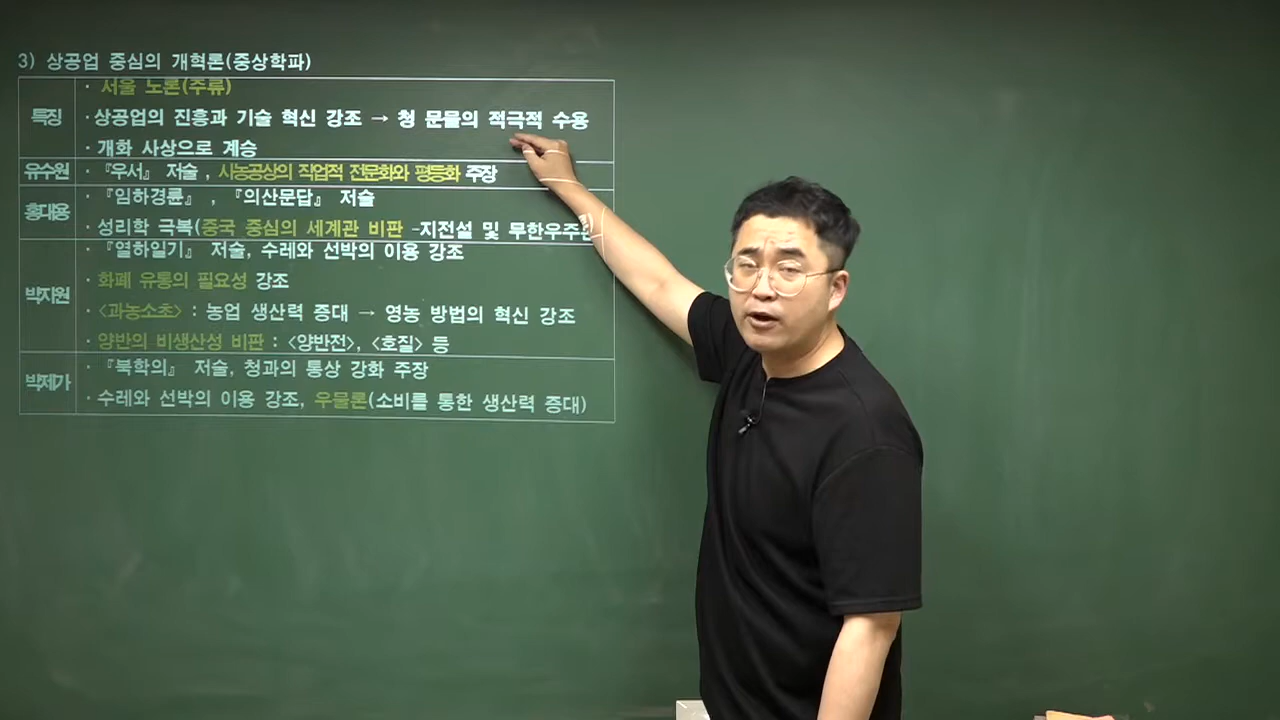 3) 상공업 중심의 개혁론(중상학파)
특징
· 서울 노론(주류)
· 상공업의 진흥과 기술 혁신 강조 → 청 문물의 적극적 수용
· 개화 사상으로 계승
유수원
· 『우서』 저술, 사농공상의 직업적 전문화와 평등화 주장
홍대용
· 『임하경륜』, 『의산문답』 저술
· 성리학 극복(중국 중심의 세계관 비판 -지전설 및 무한우주론
박지원
· 『열하일기』 저술, 수레와 선박의 이용 강조
· 화폐 유통의 필요성 강조
· <과농소초> : 농업 생산력 증대 → 영농 방법의 혁신 강조
· 양반의 비생산성 비판 : <양반전>, <호질> 등
박제가
· 『북학의』 저술, 청과의 통상 강화 주장
· 수레와 선박의 이용 강조, 우물론(소비를 통한 생산력 증대)